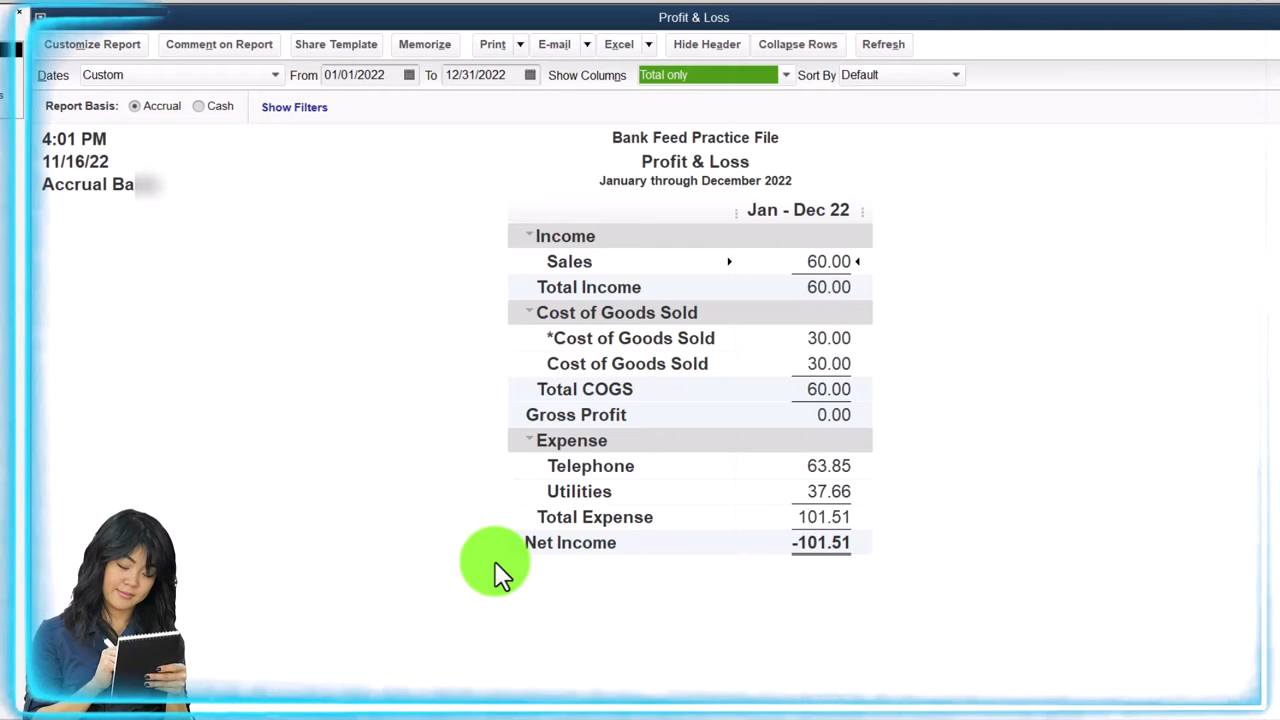 Profit & Loss
Customize Report Comment on Report Share Template Memorize Print E-mail Excel Hide Header Collapse Rows Refresh
Dates Custom From 01/01/2022 To 12/31/2022 Show Columns Total only Sort By Default
Report Basis: Accrual Cash Show Filters
4:01 PM
11/16/22
Accrual
Bank Feed Practice File
Profit & Loss
January through December 2022
Jan - Dec 22
Income
Sales 60.00
Total Income 60.00
Cost of Goods Sold
*Cost of Goods Sold 30.00
Cost of Goods Sold 30.00
Total COGS 60.00
Gross Profit 0.00
Expense
Telephone 63.85
Utilities 37.66
Total Expense 101.51
Net Income -101.51